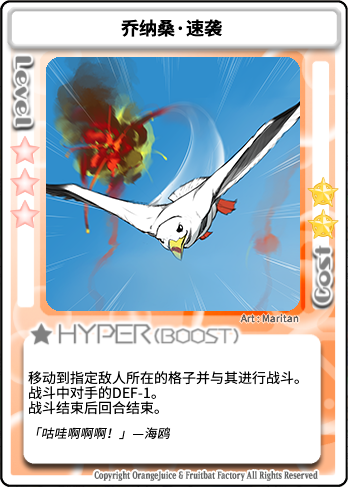 乔纳桑·速袭
Level
Cost
Art : Maritan
HYPER(BOOST)
移动到指定敌人所在的格子并与其进行战斗。
战斗中对手的DEF-1。
战斗结束后回合结束。
「咕哇啊啊啊！」—海鸥
Copyright OrangeJuice & Fruitbat Factory All Rights Reserved